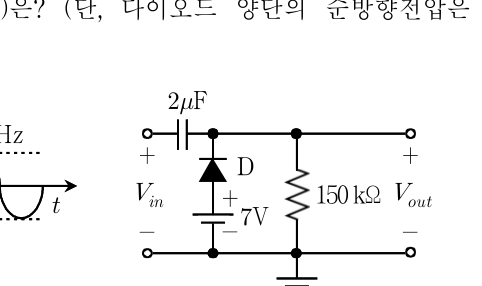 )은? (단, 다이오드 양단의 순방향전압은
2μF
Hz
+
D
+
V_in
+
7V
150 kΩ
V_out
t
−
−
−